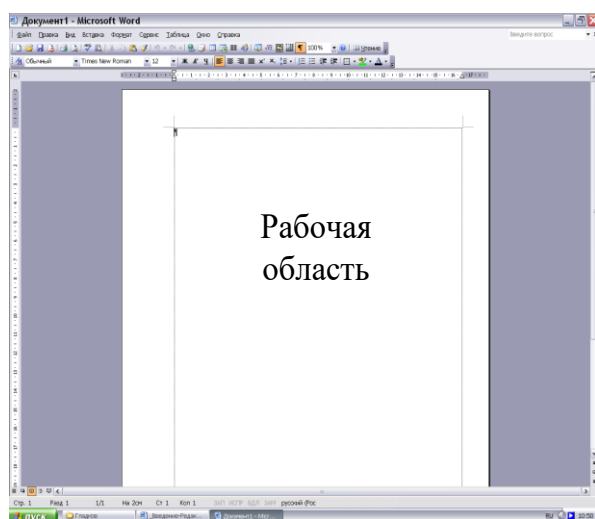 Документ1 - Microsoft Word
Файл Правка Вид Вставка Формат Сервис Таблица Окно Справка
Введите вопрос
100% Чтение
Обычный Times New Roman 12 Ж К Ч
Рабочая
область
Стр. 1 Разд 1 1/1 На 2см Ст 1 Кол 1 ЗАП ИСПР ВДЛ ЗАМ русский (Рос
пуск Документ1 - Micr... RU 10:50